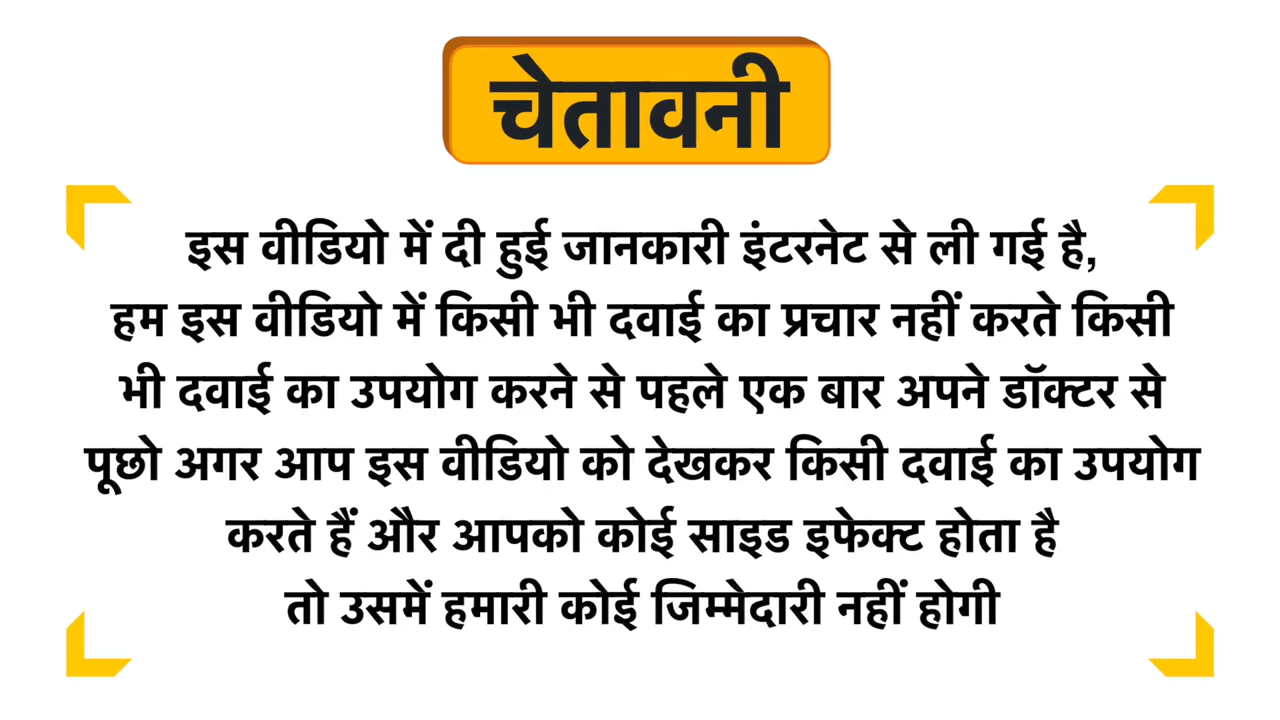 चेतावनी
इस वीडियो में दी हुई जानकारी इंटरनेट से ली गई है,
हम इस वीडियो में किसी भी दवाई का प्रचार नहीं करते किसी
भी दवाई का उपयोग करने से पहले एक बार अपने डॉक्टर से
पूछो अगर आप इस वीडियो को देखकर किसी दवाई का उपयोग
करते हैं और आपको कोई साइड इफेक्ट होता है
तो उसमें हमारी कोई जिम्मेदारी नहीं होगी